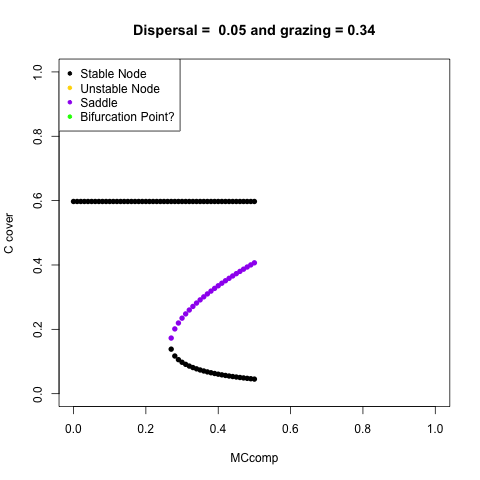 Dispersal =  0.05 and grazing = 0.34
Stable Node
Unstable Node
Saddle
Bifurcation Point?
C cover
1.0
0.8
0.6
0.4
0.2
0.0
0.0 0.2 0.4 0.6 0.8 1.0
MCcomp